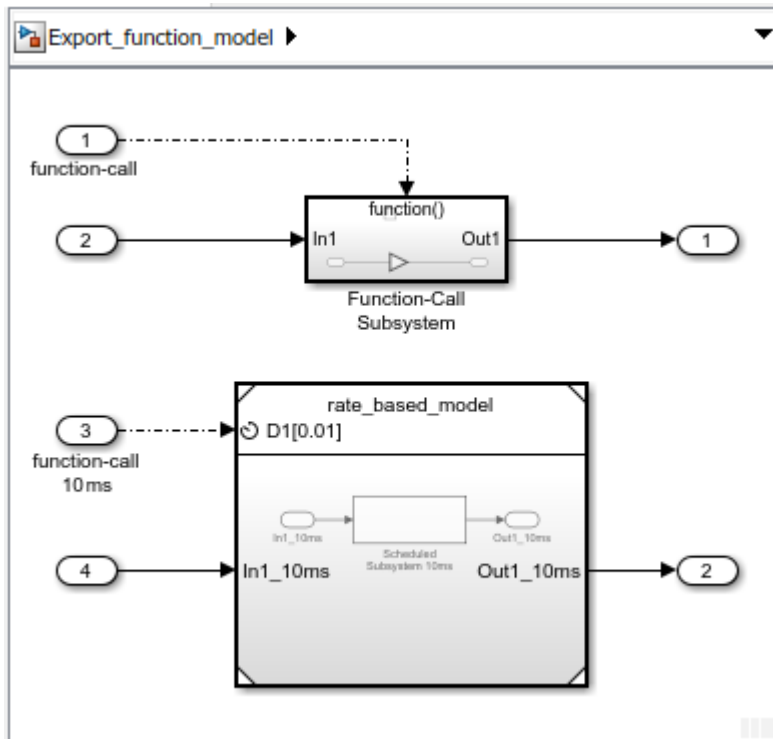 Export_function_model
1
function-call
function()
2
In1
Out1
1
Function-Call
Subsystem
rate_based_model
3
D1[0.01]
function-call
10ms
In1_10ms
Out1_10ms
Scheduled
Subsystem 10ms
4
In1_10ms
Out1_10ms
2